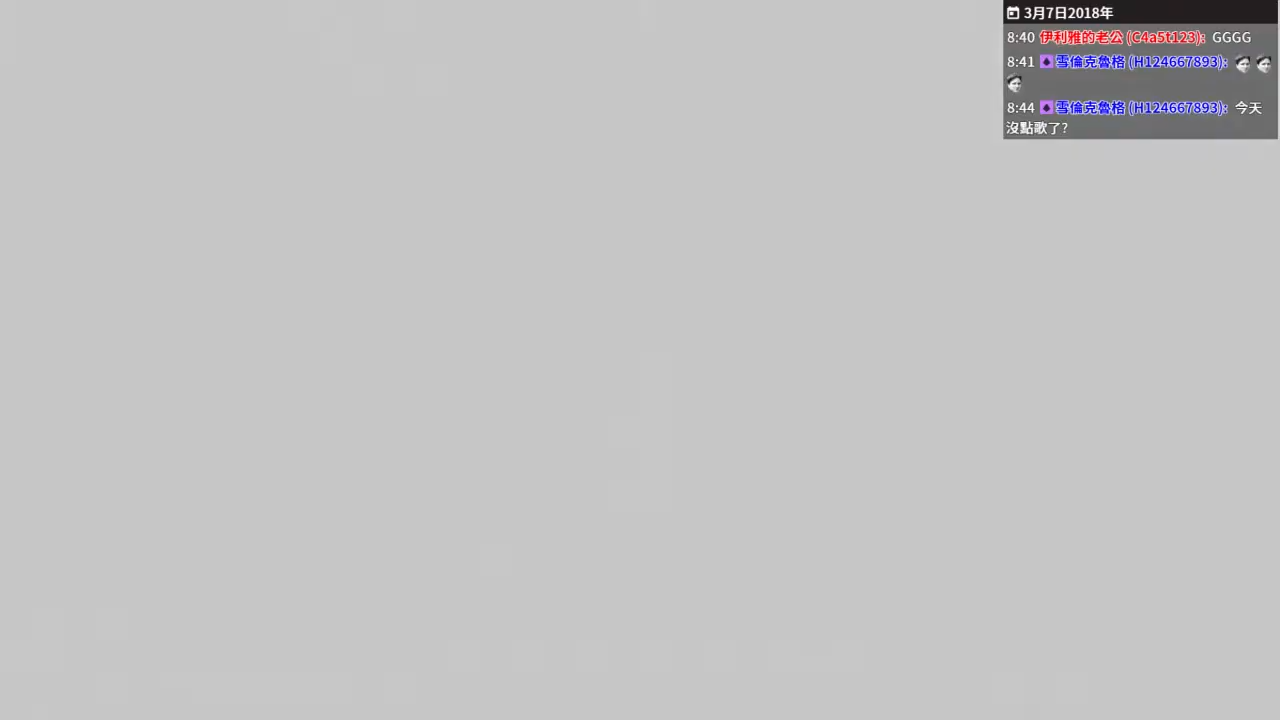 3月7日2018年
8:40 伊利雅的老公 (C4a5t123): GGGG
8:41 雪倫克魯格 (H124667893):
8:44 雪倫克魯格 (H124667893): 今天
沒點歌了?